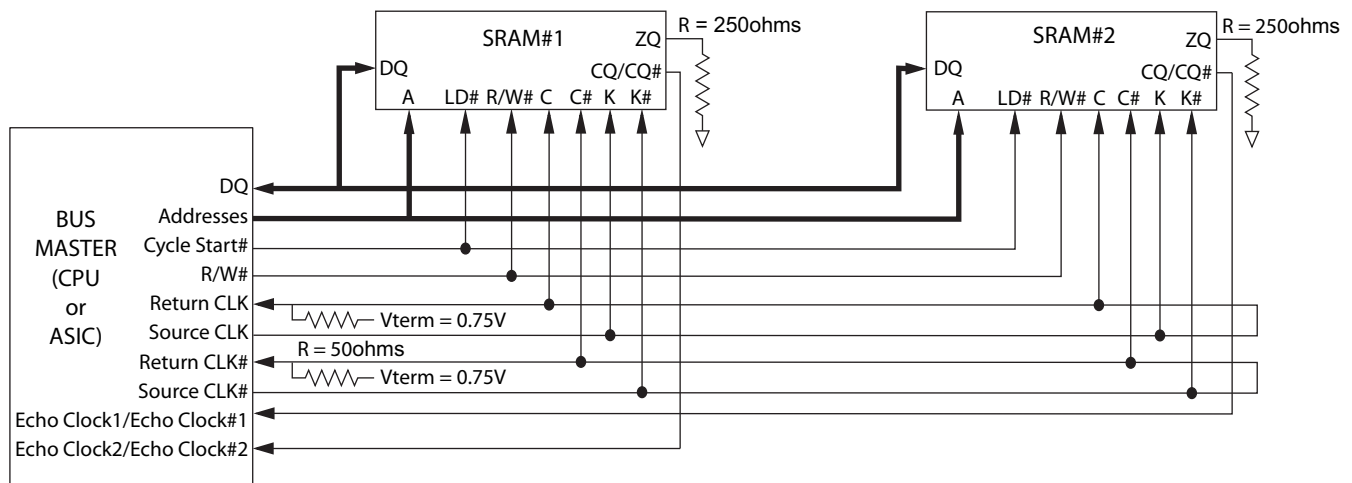 SRAM#1
ZQ
R = 250ohms
CQ/CQ#
DQ
A LD# R/W# C C# K K#
SRAM#2
ZQ
R = 250ohms
CQ/CQ#
DQ
A LD# R/W# C C# K K#
BUS
MASTER
(CPU
or
ASIC)
DQ
Addresses
Cycle Start#
R/W#
Return CLK
Vterm = 0.75V
Source CLK
R = 50ohms
Return CLK#
Vterm = 0.75V
Source CLK#
Echo Clock1/Echo Clock#1
Echo Clock2/Echo Clock#2